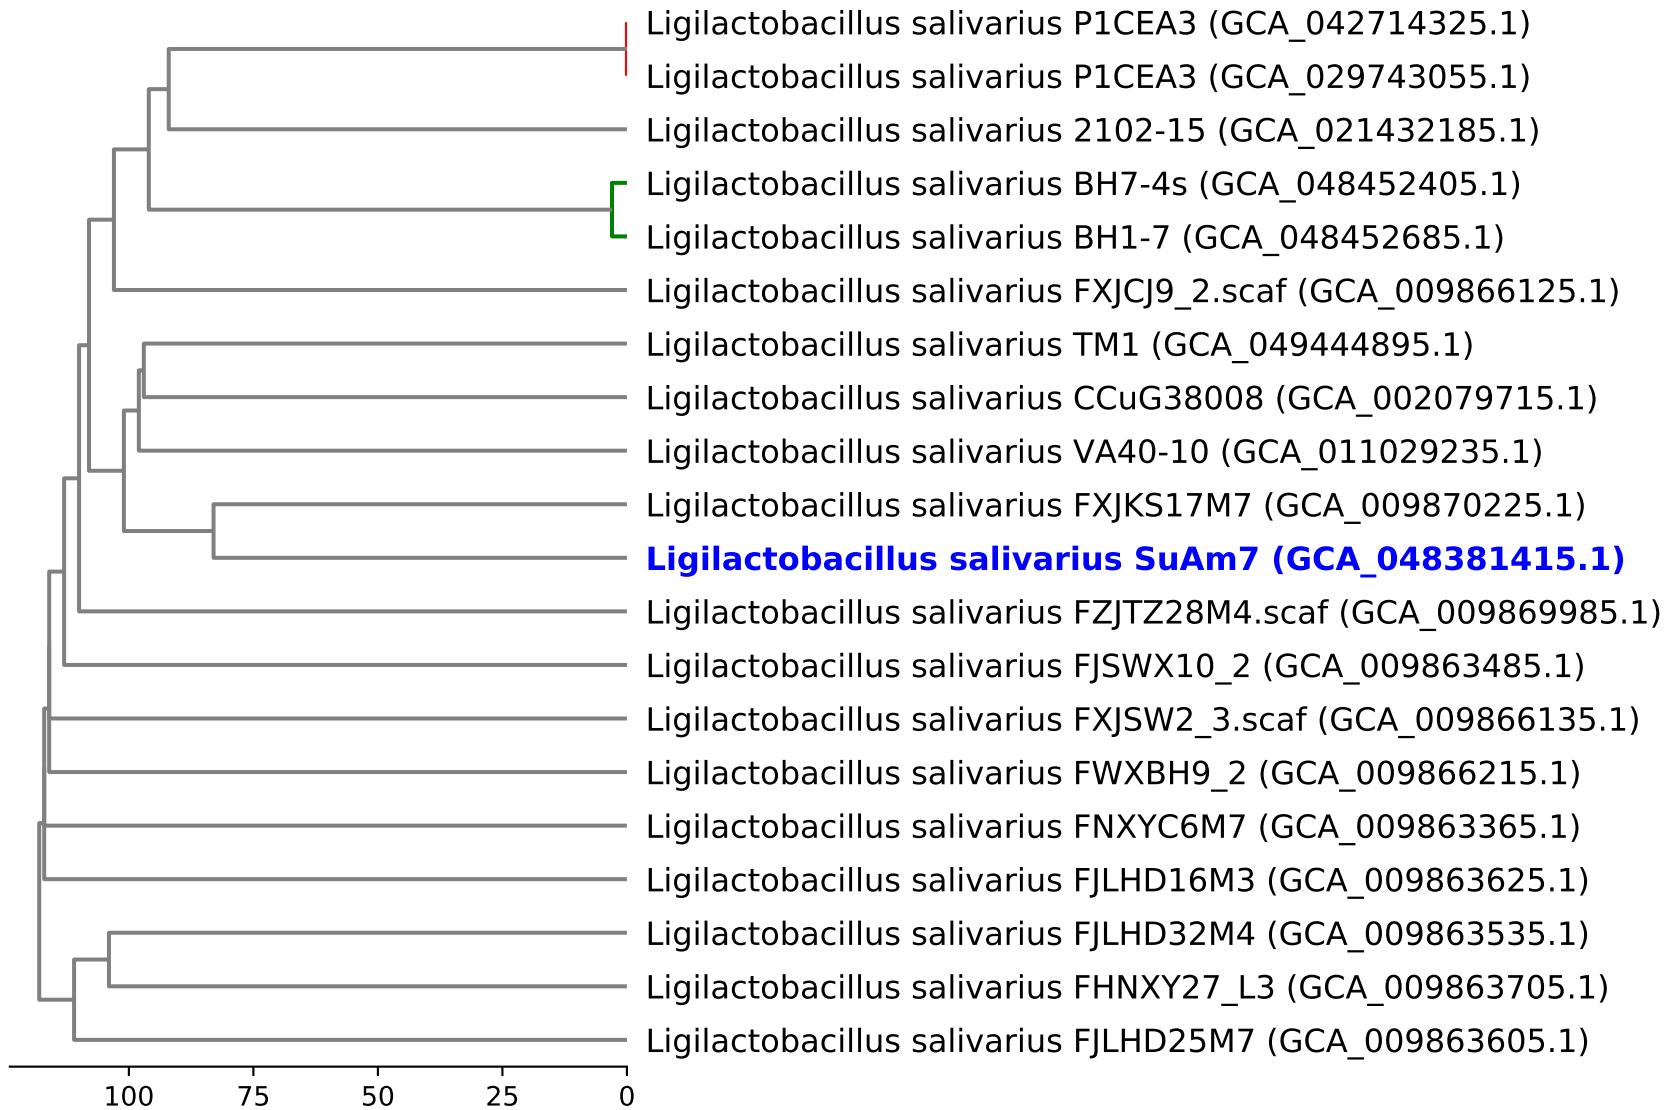 Ligilactobacillus salivarius P1CEA3 (GCA_042714325.1)
Ligilactobacillus salivarius P1CEA3 (GCA_029743055.1)
Ligilactobacillus salivarius 2102-15 (GCA_021432185.1)
Ligilactobacillus salivarius BH7-4s (GCA_048452405.1)
Ligilactobacillus salivarius BH1-7 (GCA_048452685.1)
Ligilactobacillus salivarius FXJCJ9_2.scaf (GCA_009866125.1)
Ligilactobacillus salivarius TM1 (GCA_049444895.1)
Ligilactobacillus salivarius CCuG38008 (GCA_002079715.1)
Ligilactobacillus salivarius VA40-10 (GCA_011029235.1)
Ligilactobacillus salivarius FXJKS17M7 (GCA_009870225.1)
Ligilactobacillus salivarius SuAm7 (GCA_048381415.1)
Ligilactobacillus salivarius FZJTZ28M4.scaf (GCA_009869985.1)
Ligilactobacillus salivarius FJSWX10_2 (GCA_009863485.1)
Ligilactobacillus salivarius FXJSW2_3.scaf (GCA_009866135.1)
Ligilactobacillus salivarius FWXBH9_2 (GCA_009866215.1)
Ligilactobacillus salivarius FNXYC6M7 (GCA_009863365.1)
Ligilactobacillus salivarius FJLHD16M3 (GCA_009863625.1)
Ligilactobacillus salivarius FJLHD32M4 (GCA_009863535.1)
Ligilactobacillus salivarius FHNXY27_L3 (GCA_009863705.1)
Ligilactobacillus salivarius FJLHD25M7 (GCA_009863605.1)
100 75 50 25 0